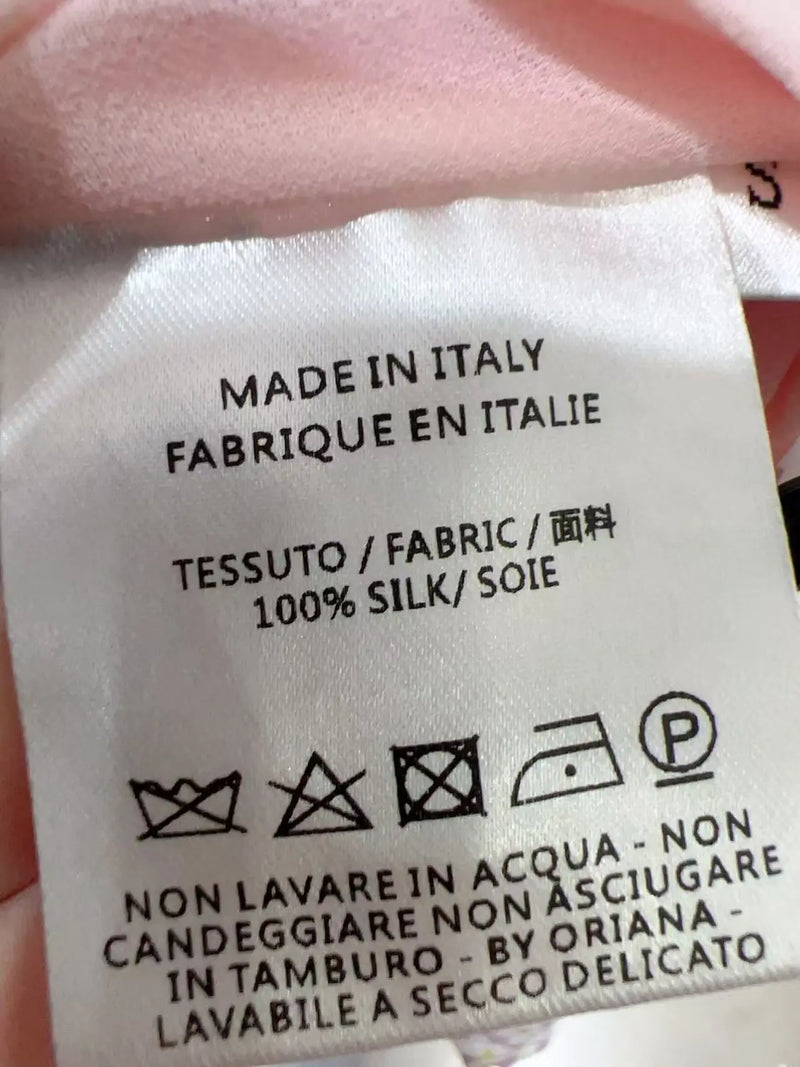 S
MADE IN ITALY
FABRIQUE EN ITALIE
TESSUTO / FABRIC / 面料
100% SILK/ SOIE
P
NON LAVARE IN ACQUA - NON
CANDEGGIARE NON ASCIUGARE
IN TAMBURO - BY ORIANA -
LAVABILE A SECCO DELICATO